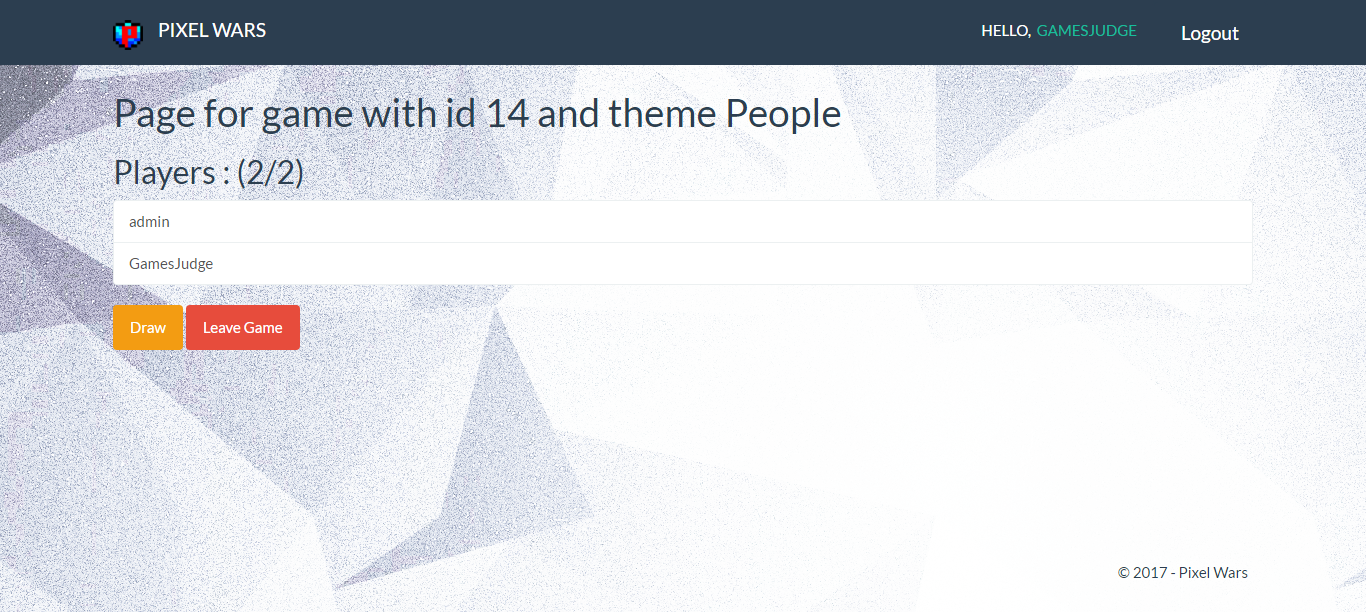 PIXEL WARS
HELLO, GAMESJUDGE
Logout
Page for game with id 14 and theme People
Players : (2/2)
admin
GamesJudge
Draw
Leave Game
© 2017 - Pixel Wars